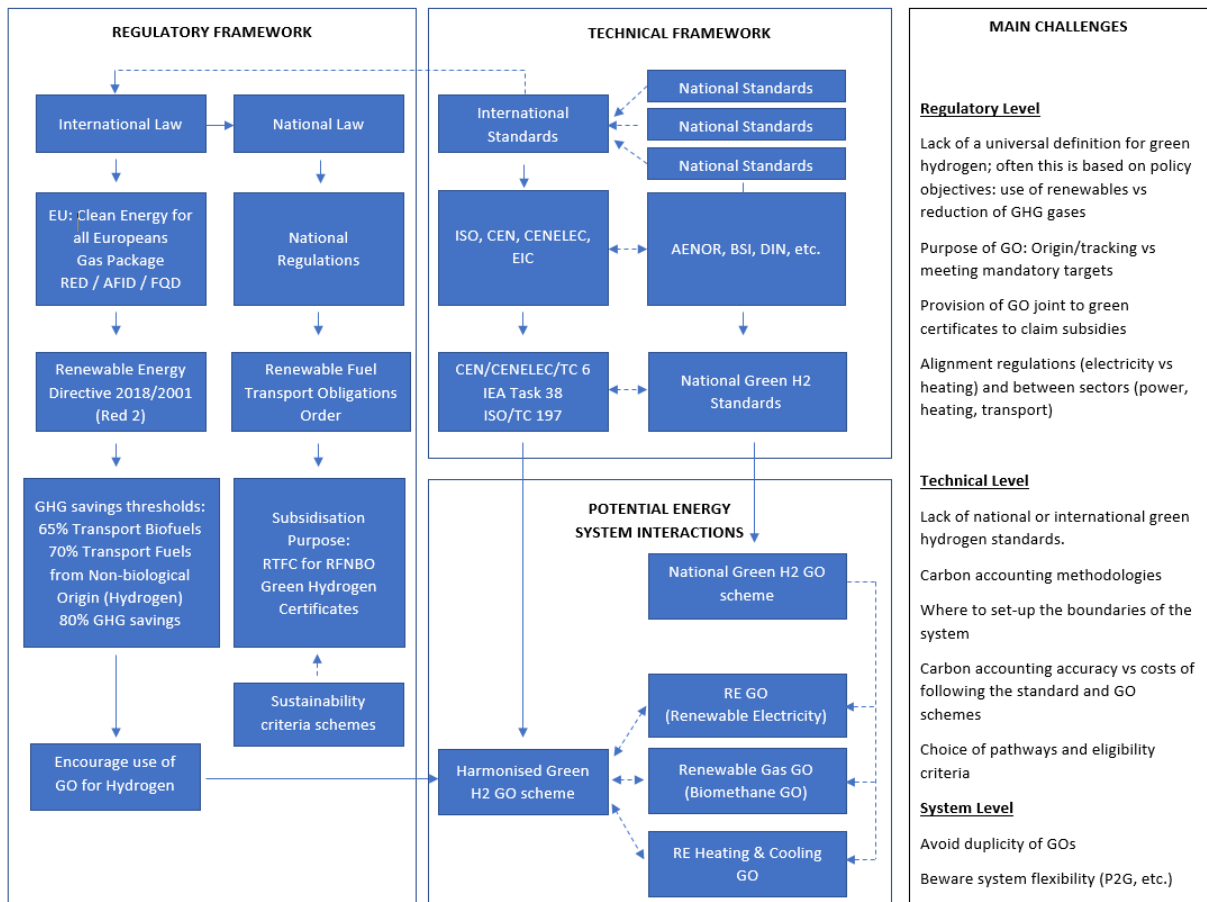 REGULATORY FRAMEWORK
International Law
National Law
EU: Clean Energy for
all Europeans
Gas Package
RED / AFID / FQD
National
Regulations
Renewable Energy
Directive 2018/2001
(Red 2)
Renewable Fuel
Transport Obligations
Order
GHG savings thresholds:
65% Transport Biofuels
70% Transport Fuels
from Non-biological
Origin (Hydrogen)
80% GHG savings
Subsidisation
Purpose:
RTFC for RFNBO
Green Hydrogen
Certificates
Sustainability
criteria schemes
Encourage use of
GO for Hydrogen
TECHNICAL FRAMEWORK
International
Standards
National Standards
National Standards
National Standards
ISO, CEN, CENELEC,
EIC
AENOR, BSI, DIN, etc.
CEN/CENELEC/TC 6
IEA Task 38
ISO/TC 197
National Green H2
Standards
POTENTIAL ENERGY
SYSTEM INTERACTIONS
National Green H2 GO
scheme
RE GO
(Renewable Electricity)
Harmonised Green
H2 GO scheme
Renewable Gas GO
(Biomethane GO)
RE Heating & Cooling
GO
MAIN CHALLENGES
Regulatory Level
Lack of a universal definition for green
hydrogen; often this is based on policy
objectives: use of renewables vs
reduction of GHG gases
Purpose of GO: Origin/tracking vs
meeting mandatory targets
Provision of GO joint to green
certificates to claim subsidies
Alignment regulations (electricity vs
heating) and between sectors (power,
heating, transport)
Technical Level
Lack of national or international green
hydrogen standards.
Carbon accounting methodologies
Where to set-up the boundaries of the
system
Carbon accounting accuracy vs costs of
following the standard and GO
schemes
Choice of pathways and eligibility
criteria
System Level
Avoid duplicity of GOs
Beware system flexibility (P2G, etc.)